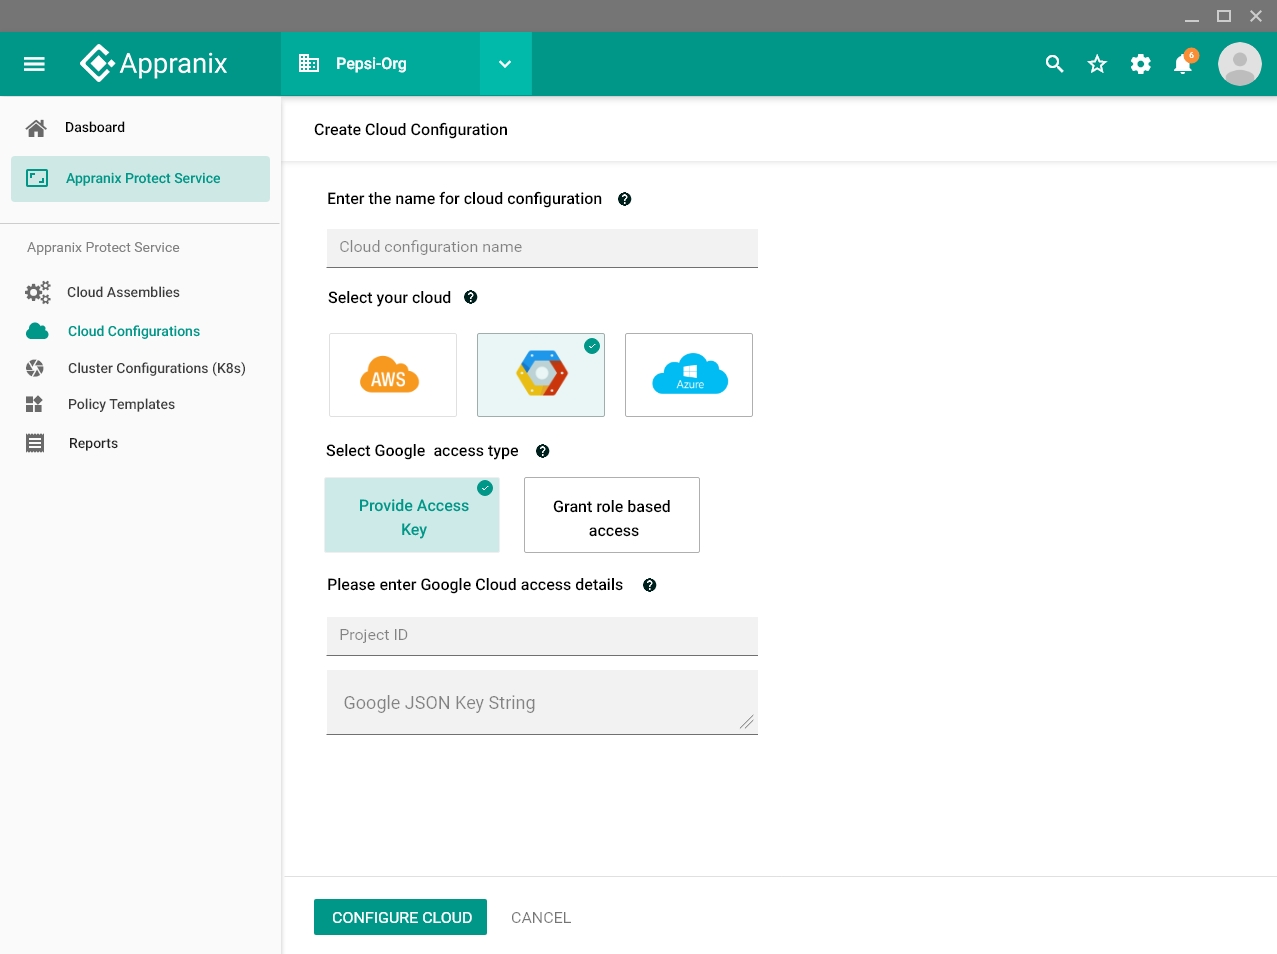 Appranix
Pepsi-Org
6
Dasboard
Appranix Protect Service
Appranix Protect Service
Cloud Assemblies
Cloud Configurations
Cluster Configurations (K8s)
Policy Templates
Reports
Create Cloud Configuration
Enter the name for cloud configuration ?
Cloud configuration name
Select your cloud ?
AWS
Azure
Select Google access type ?
Provide Access
Key
Grant role based
access
Please enter Google Cloud access details ?
Project ID
Google JSON Key String
CONFIGURE CLOUD
CANCEL